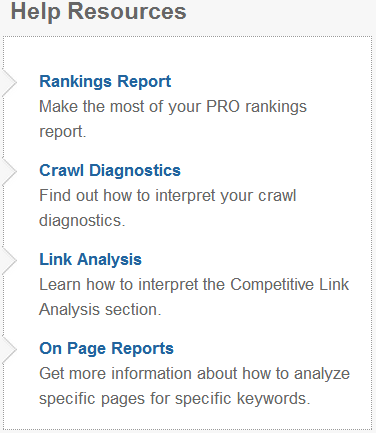 Help Resources
Rankings Report
Make the most of your PRO rankings
report.
Crawl Diagnostics
Find out how to interpret your crawl
diagnostics.
Link Analysis
Learn how to interpret the Competitive Link
Analysis section.
On Page Reports
Get more information about how to analyze
specific pages for specific keywords.